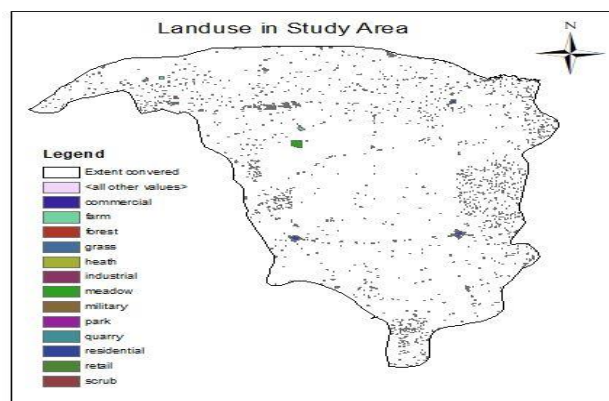 Landuse in Study Area
N
Legend
Extent convered
<all other values>
commercial
farm
forest
grass
heath
industrial
meadow
military
park
quarry
residential
retail
scrub